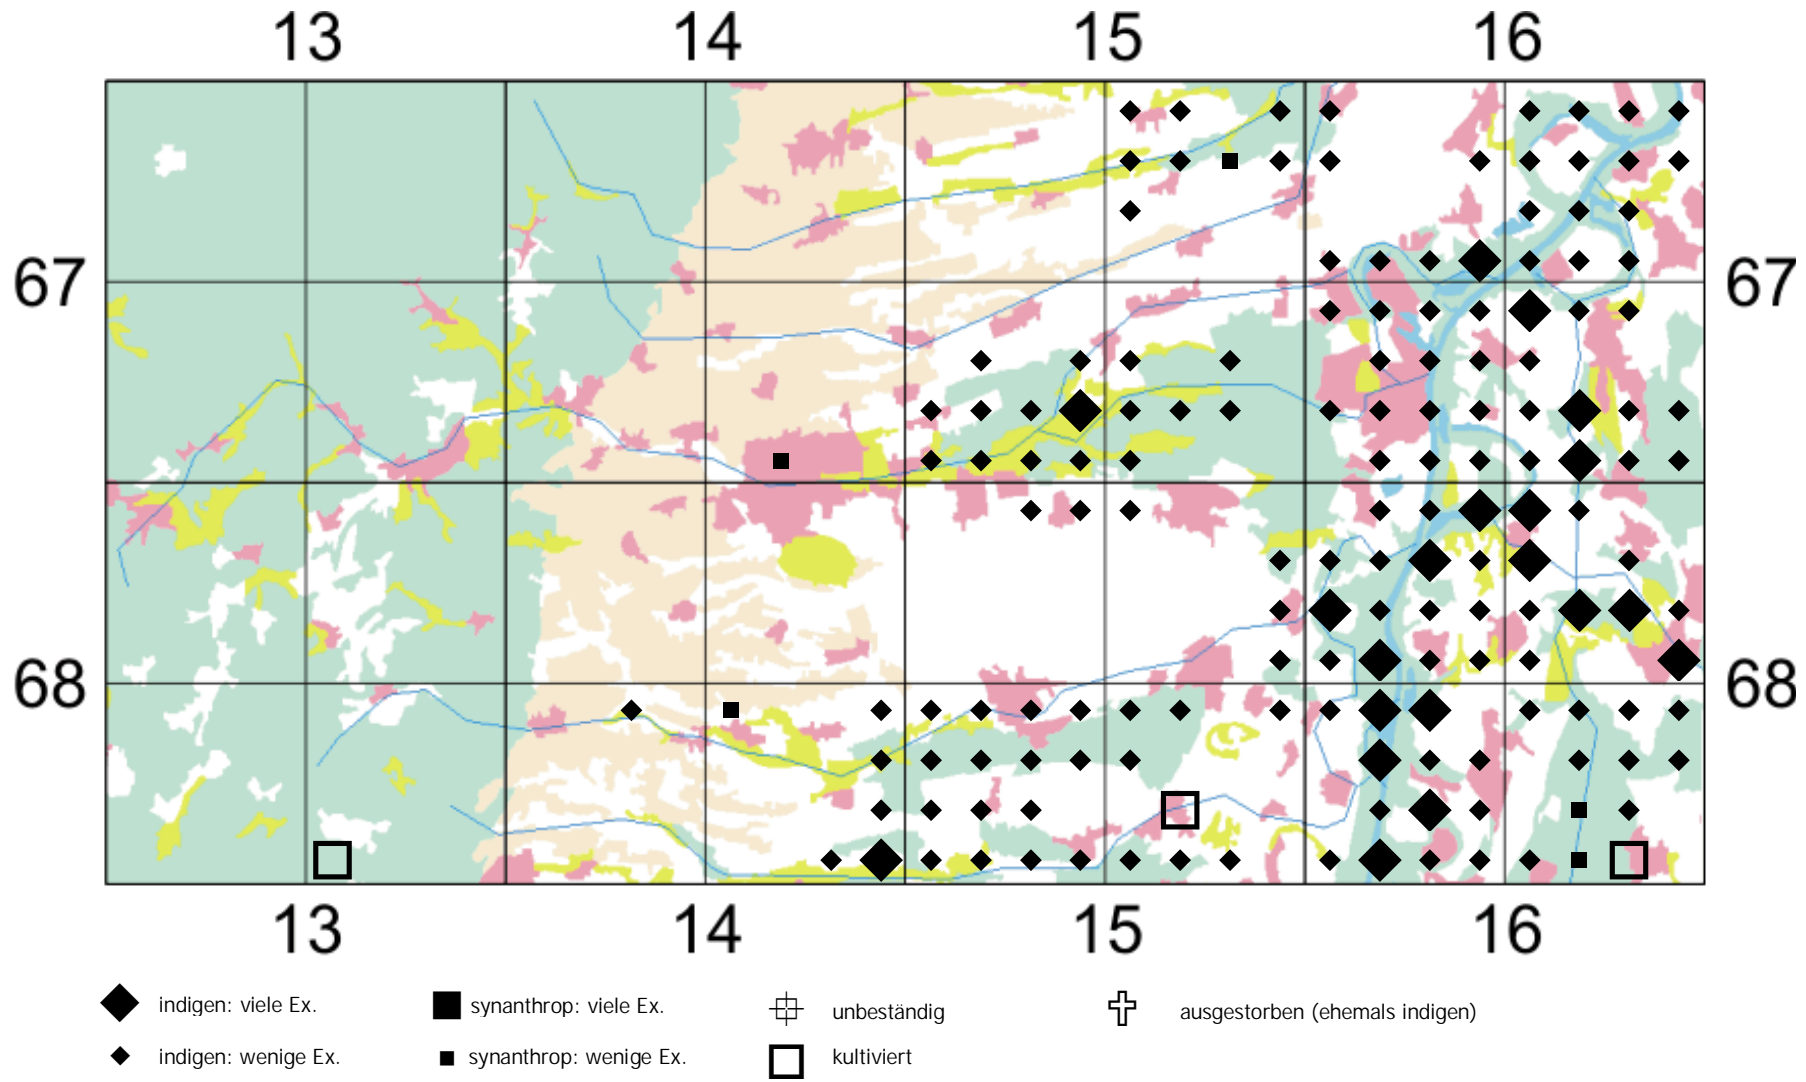 13 14 15 16
67 67
68 68
13 14 15 16
indigen: viele Ex. synanthrop: viele Ex. unbeständig ausgestorben (ehemals indigen)
indigen: wenige Ex. synanthrop: wenige Ex. kultiviert